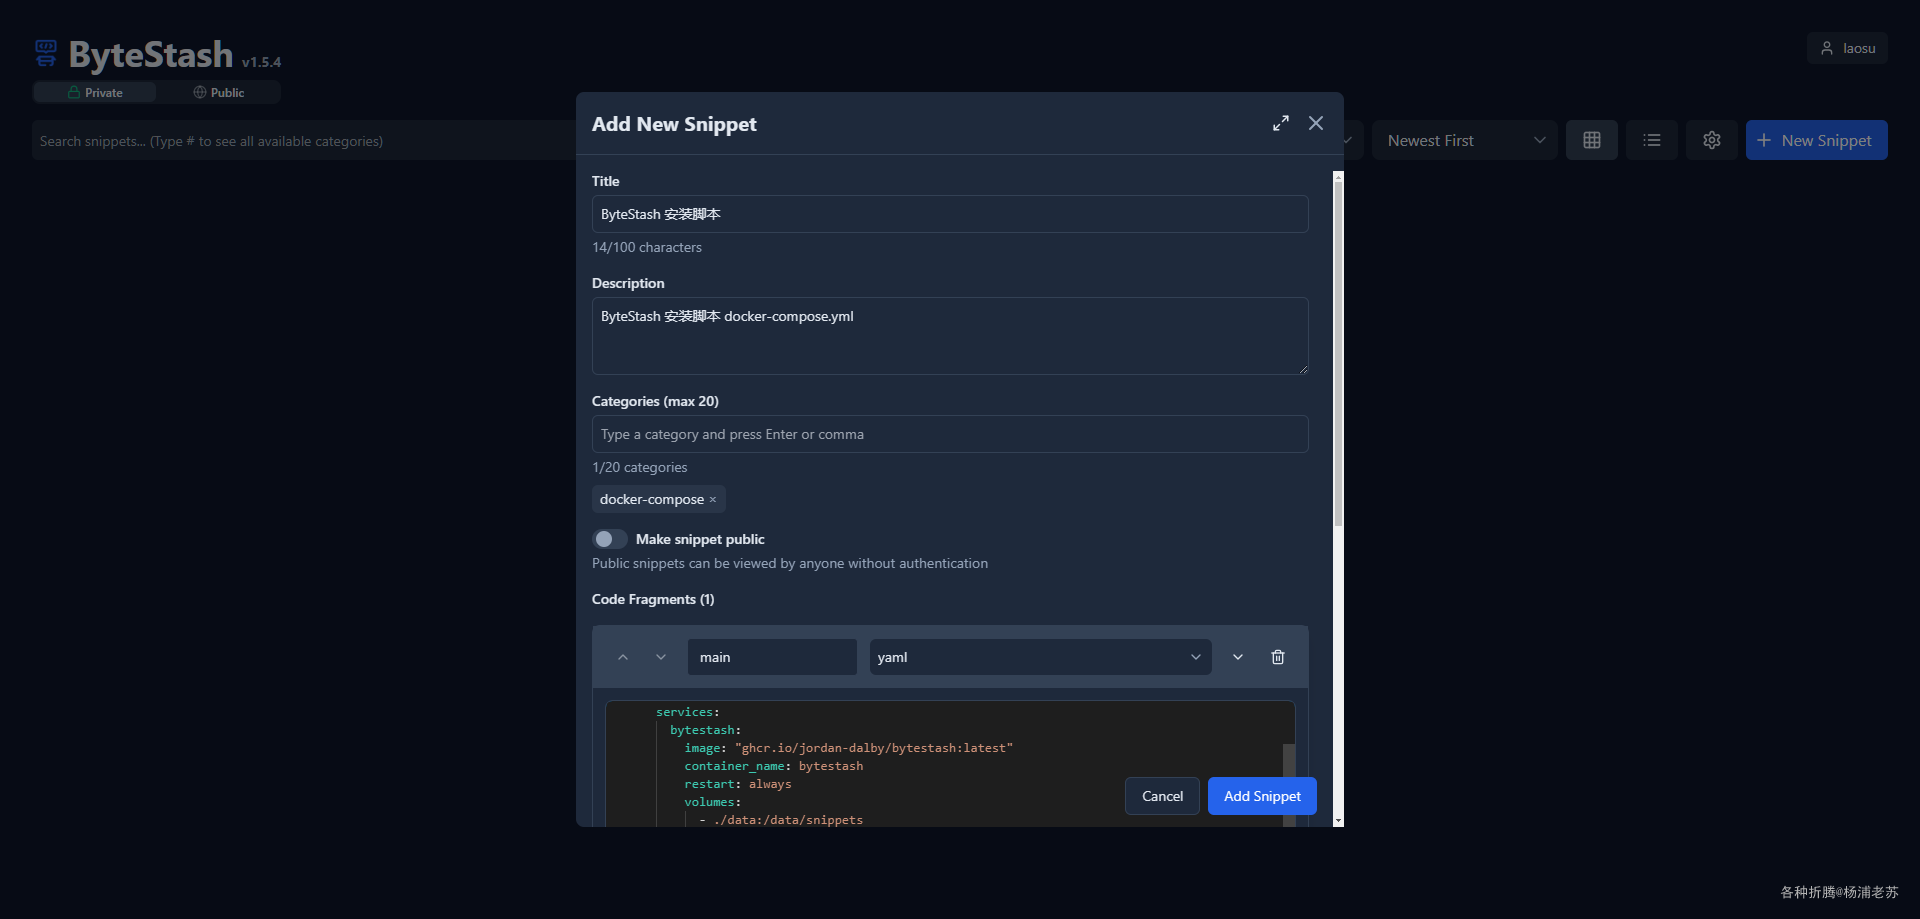 ByteStash v1.5.4
laosu
Private
Public
Search snippets... (Type # to see all available categories)
Newest First
New Snippet
Add New Snippet
Title
ByteStash 安装脚本
14/100 characters
Description
ByteStash 安装脚本 docker-compose.yml
Categories (max 20)
Type a category and press Enter or comma
1/20 categories
docker-compose ×
Make snippet public
Public snippets can be viewed by anyone without authentication
Code Fragments (1)
main
yaml
services:
bytestash:
image: "ghcr.io/jordan-dalby/bytestash:latest"
container_name: bytestash
restart: always
volumes:
- ./data:/data/snippets
Cancel
Add Snippet
各种折腾@杨浦老苏